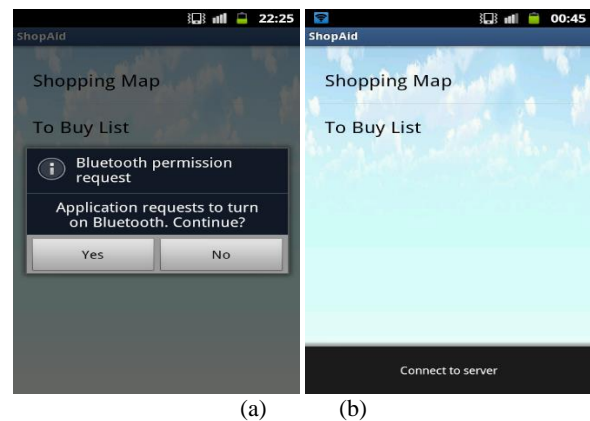 22:25
ShopAid
Shopping Map
To Buy List
Bluetooth permission
request
Application requests to turn
on Bluetooth. Continue?
Yes No
00:45
ShopAid
Shopping Map
To Buy List
Connect to server
(a) (b)